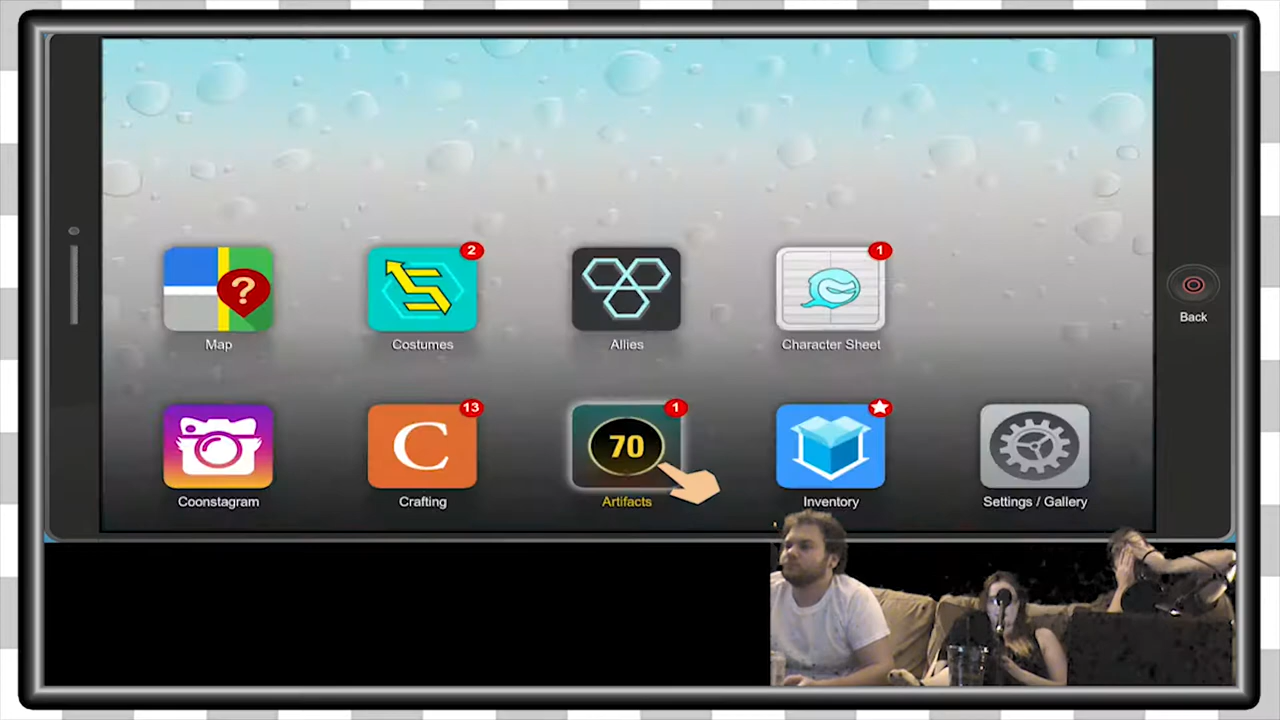 2
1
?
Map
Costumes
Allies
Character Sheet
Back
13
1
C
70
Coonstagram
Crafting
Artifacts
Inventory
Settings / Gallery